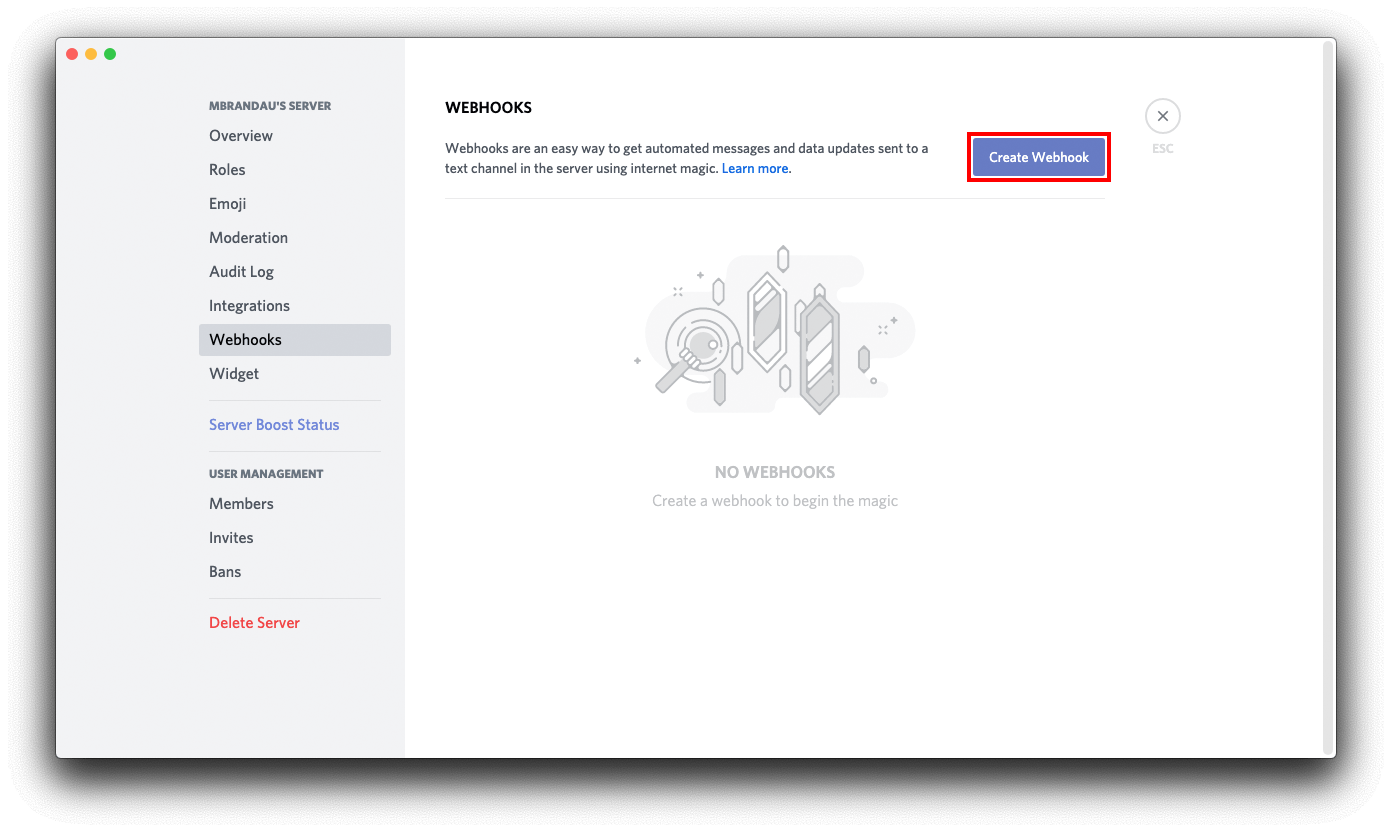 MBRANDAU'S SERVER
Overview
Roles
Emoji
Moderation
Audit Log
Integrations
Webhooks
Widget
Server Boost Status
USER MANAGEMENT
Members
Invites
Bans
Delete Server
WEBHOOKS
Webhooks are an easy way to get automated messages and data updates sent to a
text channel in the server using internet magic. Learn more.
Create Webhook
ESC
NO WEBHOOKS
Create a webhook to begin the magic